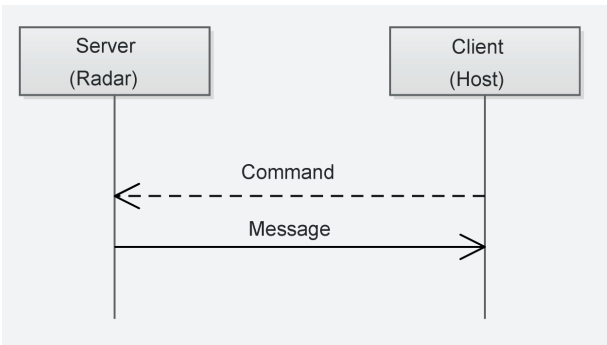 Server
(Radar)
Client
(Host)
Command
Message